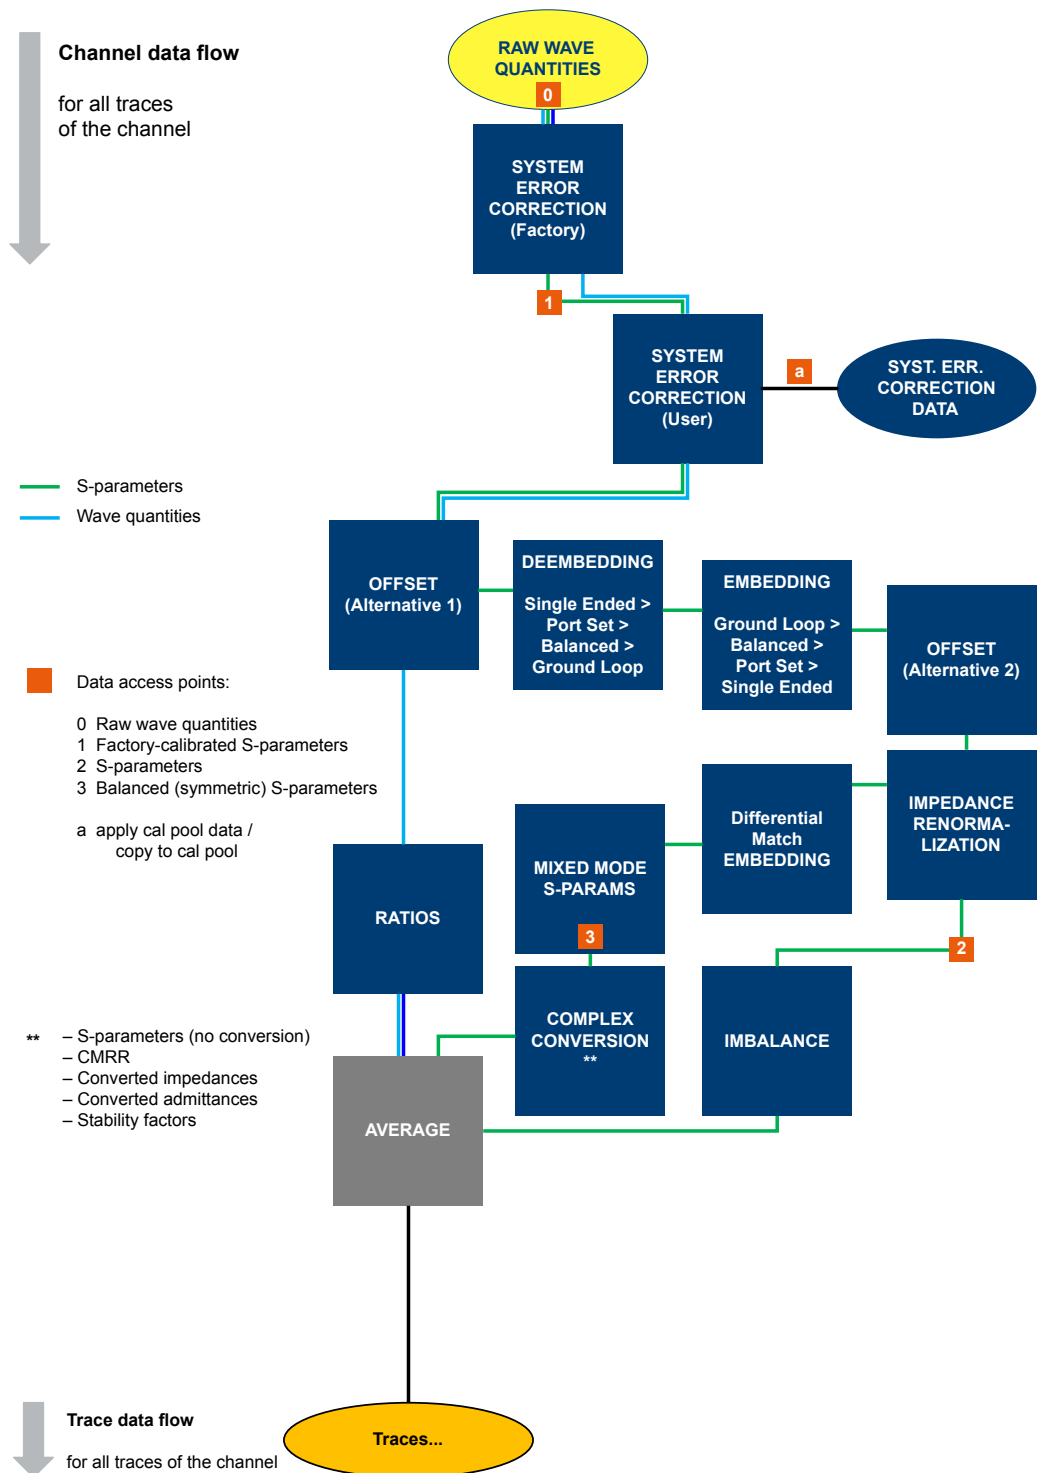 Channel data flow
for all traces
of the channel
RAW WAVE
QUANTITIES
0
SYSTEM
ERROR
CORRECTION
(Factory)
1
SYSTEM
ERROR
CORRECTION
(User)
a
SYST. ERR.
CORRECTION
DATA
S-parameters
Wave quantities
OFFSET
(Alternative 1)
DEEMBEDDING
Single Ended >
Port Set >
Balanced >
Ground Loop
EMBEDDING
Ground Loop >
Balanced >
Port Set >
Single Ended
OFFSET
(Alternative 2)
Data access points:
0 Raw wave quantities
1 Factory-calibrated S-parameters
2 S-parameters
3 Balanced (symmetric) S-parameters
a apply cal pool data /
copy to cal pool
IMPEDANCE
RENORMA-
LIZATION
Differential
Match
EMBEDDING
MIXED MODE
S-PARAMS
3
RATIOS
2
COMPLEX
CONVERSION
**
IMBALANCE
** – S-parameters (no conversion)
– CMRR
– Converted impedances
– Converted admittances
– Stability factors
AVERAGE
Traces...
Trace data flow
for all traces of the channel